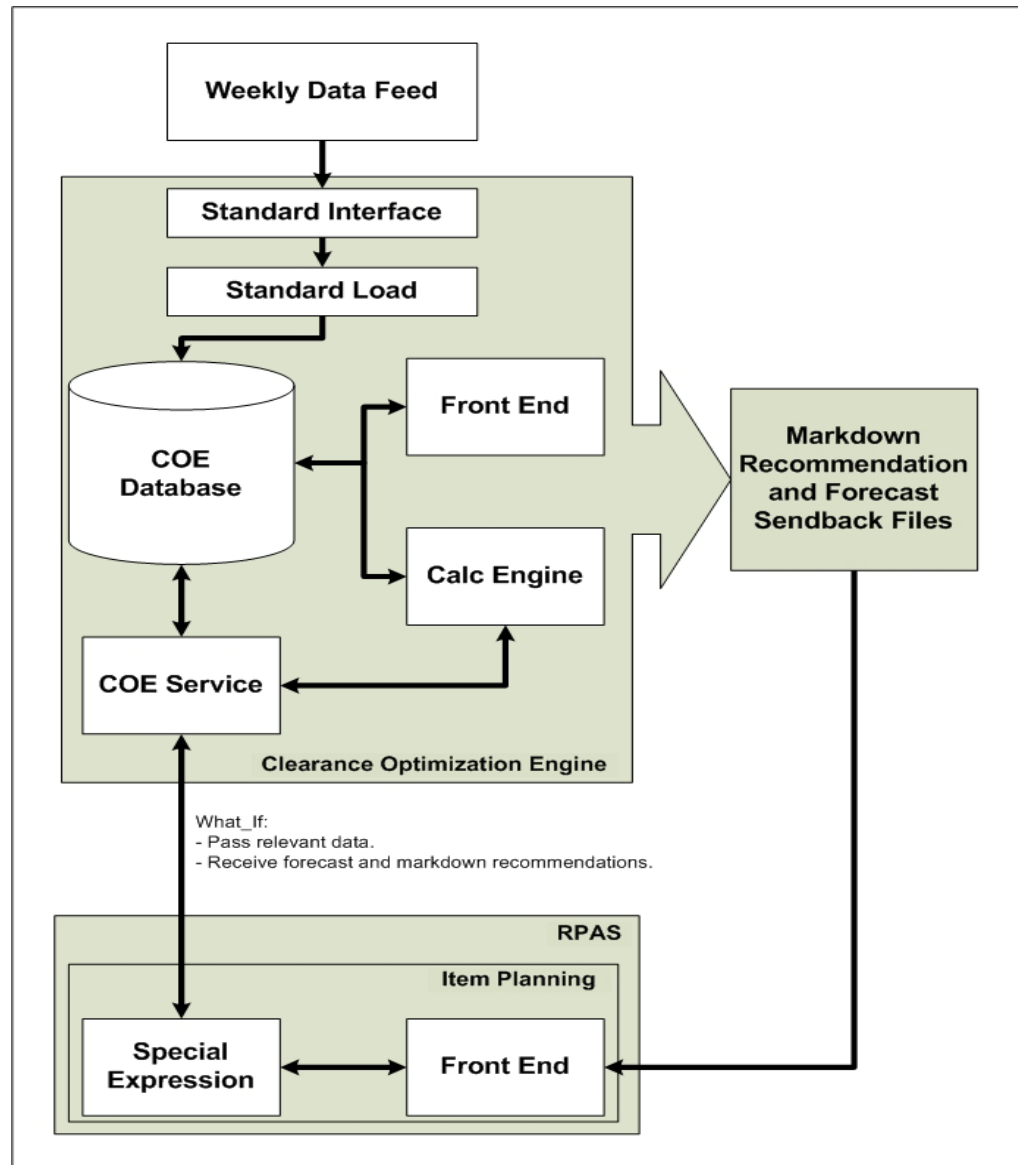 Weekly Data Feed
Standard Interface
Standard Load
COE
Database
Front End
Calc Engine
COE Service
Clearance Optimization Engine
Markdown
Recommendation
and Forecast
Sendback Files
What_If:
- Pass relevant data.
- Receive forecast and markdown recommendations.
RPAS
Item Planning
Special
Expression
Front End